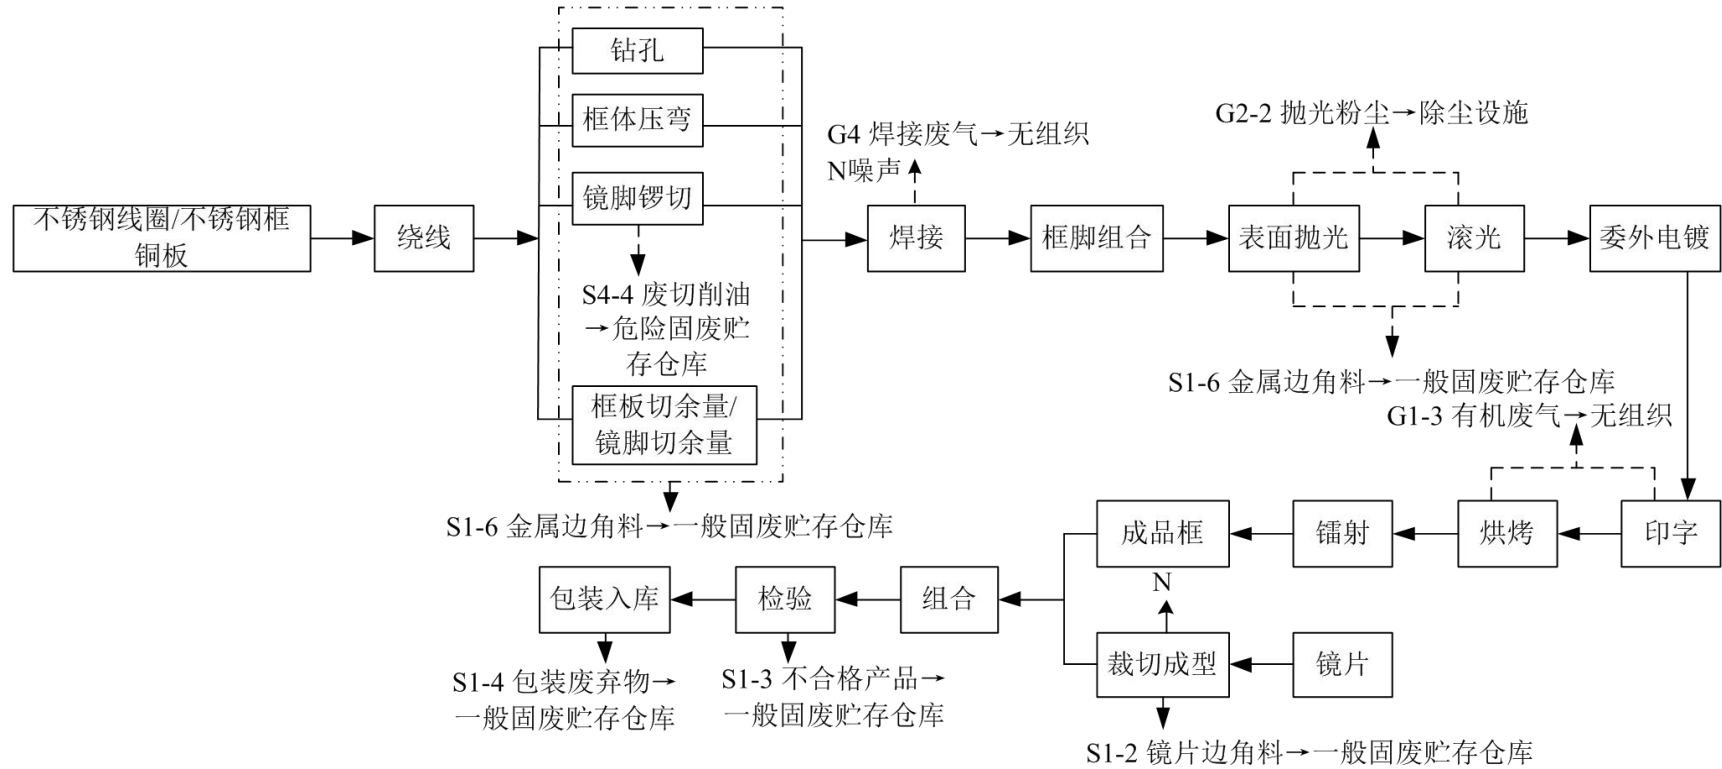 钻孔
框体压弯
G2-2 抛光粉尘→除尘设施
G4 焊接废气→无组织
N噪声
镜脚锣切
不锈钢线圈/不锈钢框
铜板
绕线
焊接
框脚组合
表面抛光
滚光
委外电镀
S4-4 废切削油
→危险固废贮
存仓库
S1-6 金属边角料→一般固废贮存仓库
框板切余量/
镜脚切余量
G1-3 有机废气→无组织
S1-6 金属边角料→一般固废贮存仓库
成品框
镭射
烘烤
印字
N
包装入库
检验
组合
裁切成型
镜片
S1-4 包装废弃物→
一般固废贮存仓库
S1-3 不合格产品→
一般固废贮存仓库
S1-2 镜片边角料→一般固废贮存仓库